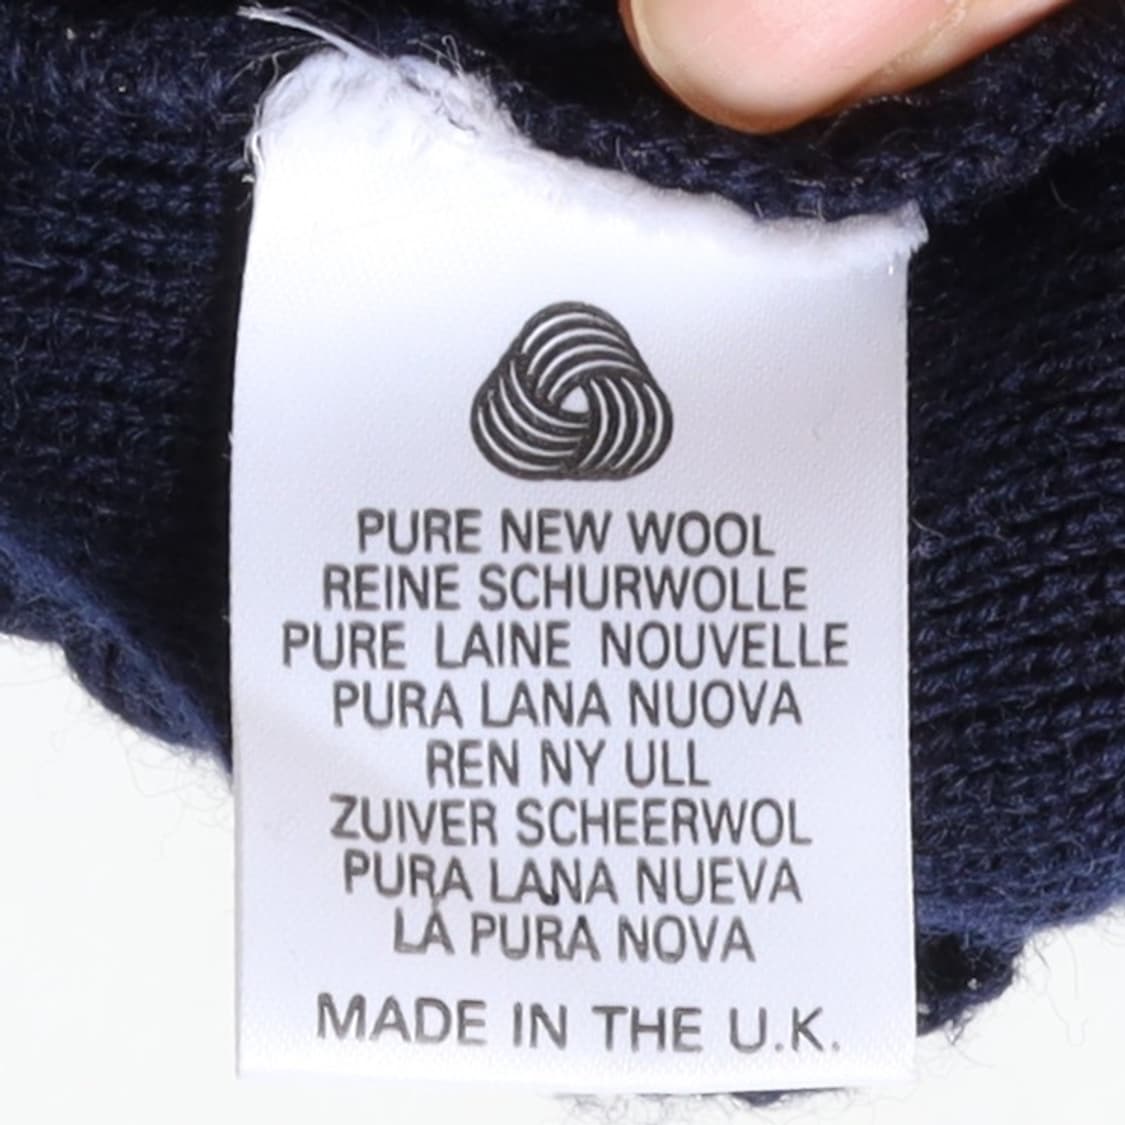 PURE NEW WOOL
REINE SCHURWOLLE
PURE LAINE NOUVELLE
PURA LANA NUOVA
REN NY ULL
ZUIVER SCHEERWOL
PURA LANA NUEVA
LÁ PURA NOVA
MADE IN THE U.K.